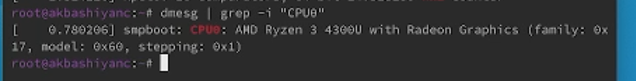 root@akbashiyanc:~# dmesg | grep -i "CPU0"
[    0.780206] smpboot: CPU0: AMD Ryzen 3 4300U with Radeon Graphics (family: 0x
17, model: 0x60, stepping: 0x1)
root@akbashiyanc:~#